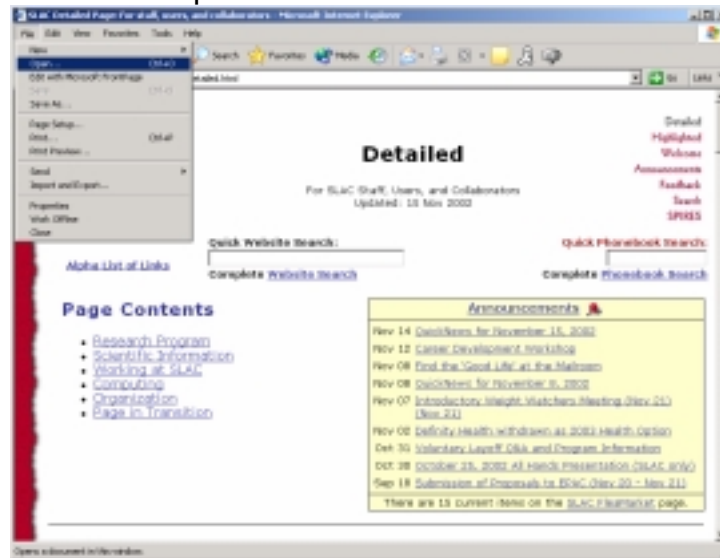 SLAC Detailed Page: For staff, users, and collaborators - Microsoft Internet Explorer
File Edit View Favorites Tools Help
New
Open... Ctrl+O
Edit with Microsoft FrontPage
Save Ctrl+S
Save As...
Page Setup...
Print... Ctrl+P
Print Preview...
Send
Import and Export...
Properties
Work Offline
Close
Search Favorites Media
detailed.html
Go Links
Detailed
Highlighted
Welcome
Announcements
Feedback
Search
SPIRES
Detailed
For SLAC Staff, Users, and Collaborators
Updated: 15 Nov 2002
Quick Website Search:
Quick Phonebook Search:
Alpha List of Links
Complete Website Search
Complete Phonebook Search
Page Contents
Research Program
Scientific Information
Working at SLAC
Computing
Organization
Page in Transition
Announcements
Nov 14 QuickNews for November 15, 2002
Nov 12 Career Development Workshop
Nov 08 Find the 'Good Life' at the Mailroom
Nov 08 QuickNews for November 8, 2002
Nov 07 Introductory Weight Watchers Meeting (Nov 21)
(Nov 21)
Nov 02 Definity Health withdrawn as 2003 Health Option
Oct 31 Voluntary Layoff Q&A and Program Information
Oct 28 October 25, 2002 All Hands Presentation (SLAC only)
Sep 18 Submission of Proposals to EPAC (Nov 20 - Nov 21)
There are 15 current items on the SLAC FleaMarket page.
Opens a document in this window.